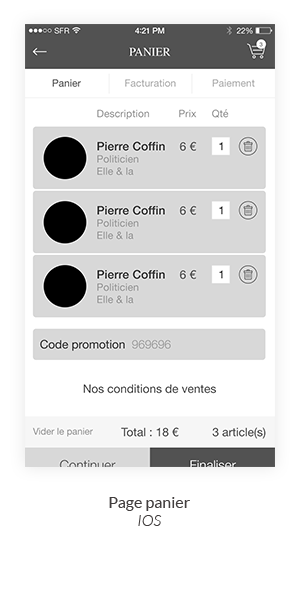 SFR 4:21 PM 22%
PANIER 3
Panier Facturation Paiement
Description Prix Qté
Pierre Coffin 6 € 1
Politicien
Elle & la
Pierre Coffin 6 € 1
Politicien
Elle & la
Pierre Coffin 6 € 1
Politicien
Elle & la
Code promotion 969696
Nos conditions de ventes
Vider le panier Total : 18 € 3 article(s)
Continuer Finaliser
Page panier
IOS